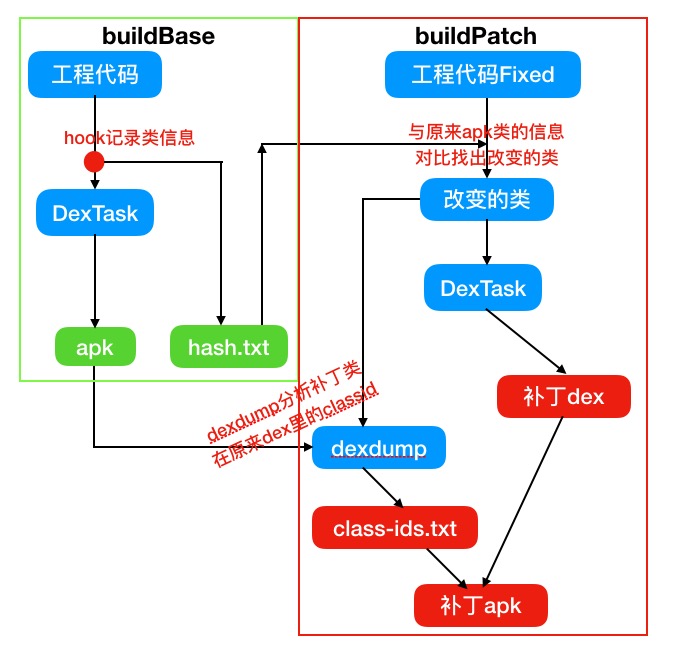 buildBase
工程代码
hook记录类信息
DexTask
apk
hash.txt
buildPatch
工程代码Fixed
与原来apk类的信息
对比找出改变的类
改变的类
DexTask
补丁dex
dexdump分析补丁类
在原来dex里的classid
dexdump
class-ids.txt
补丁apk